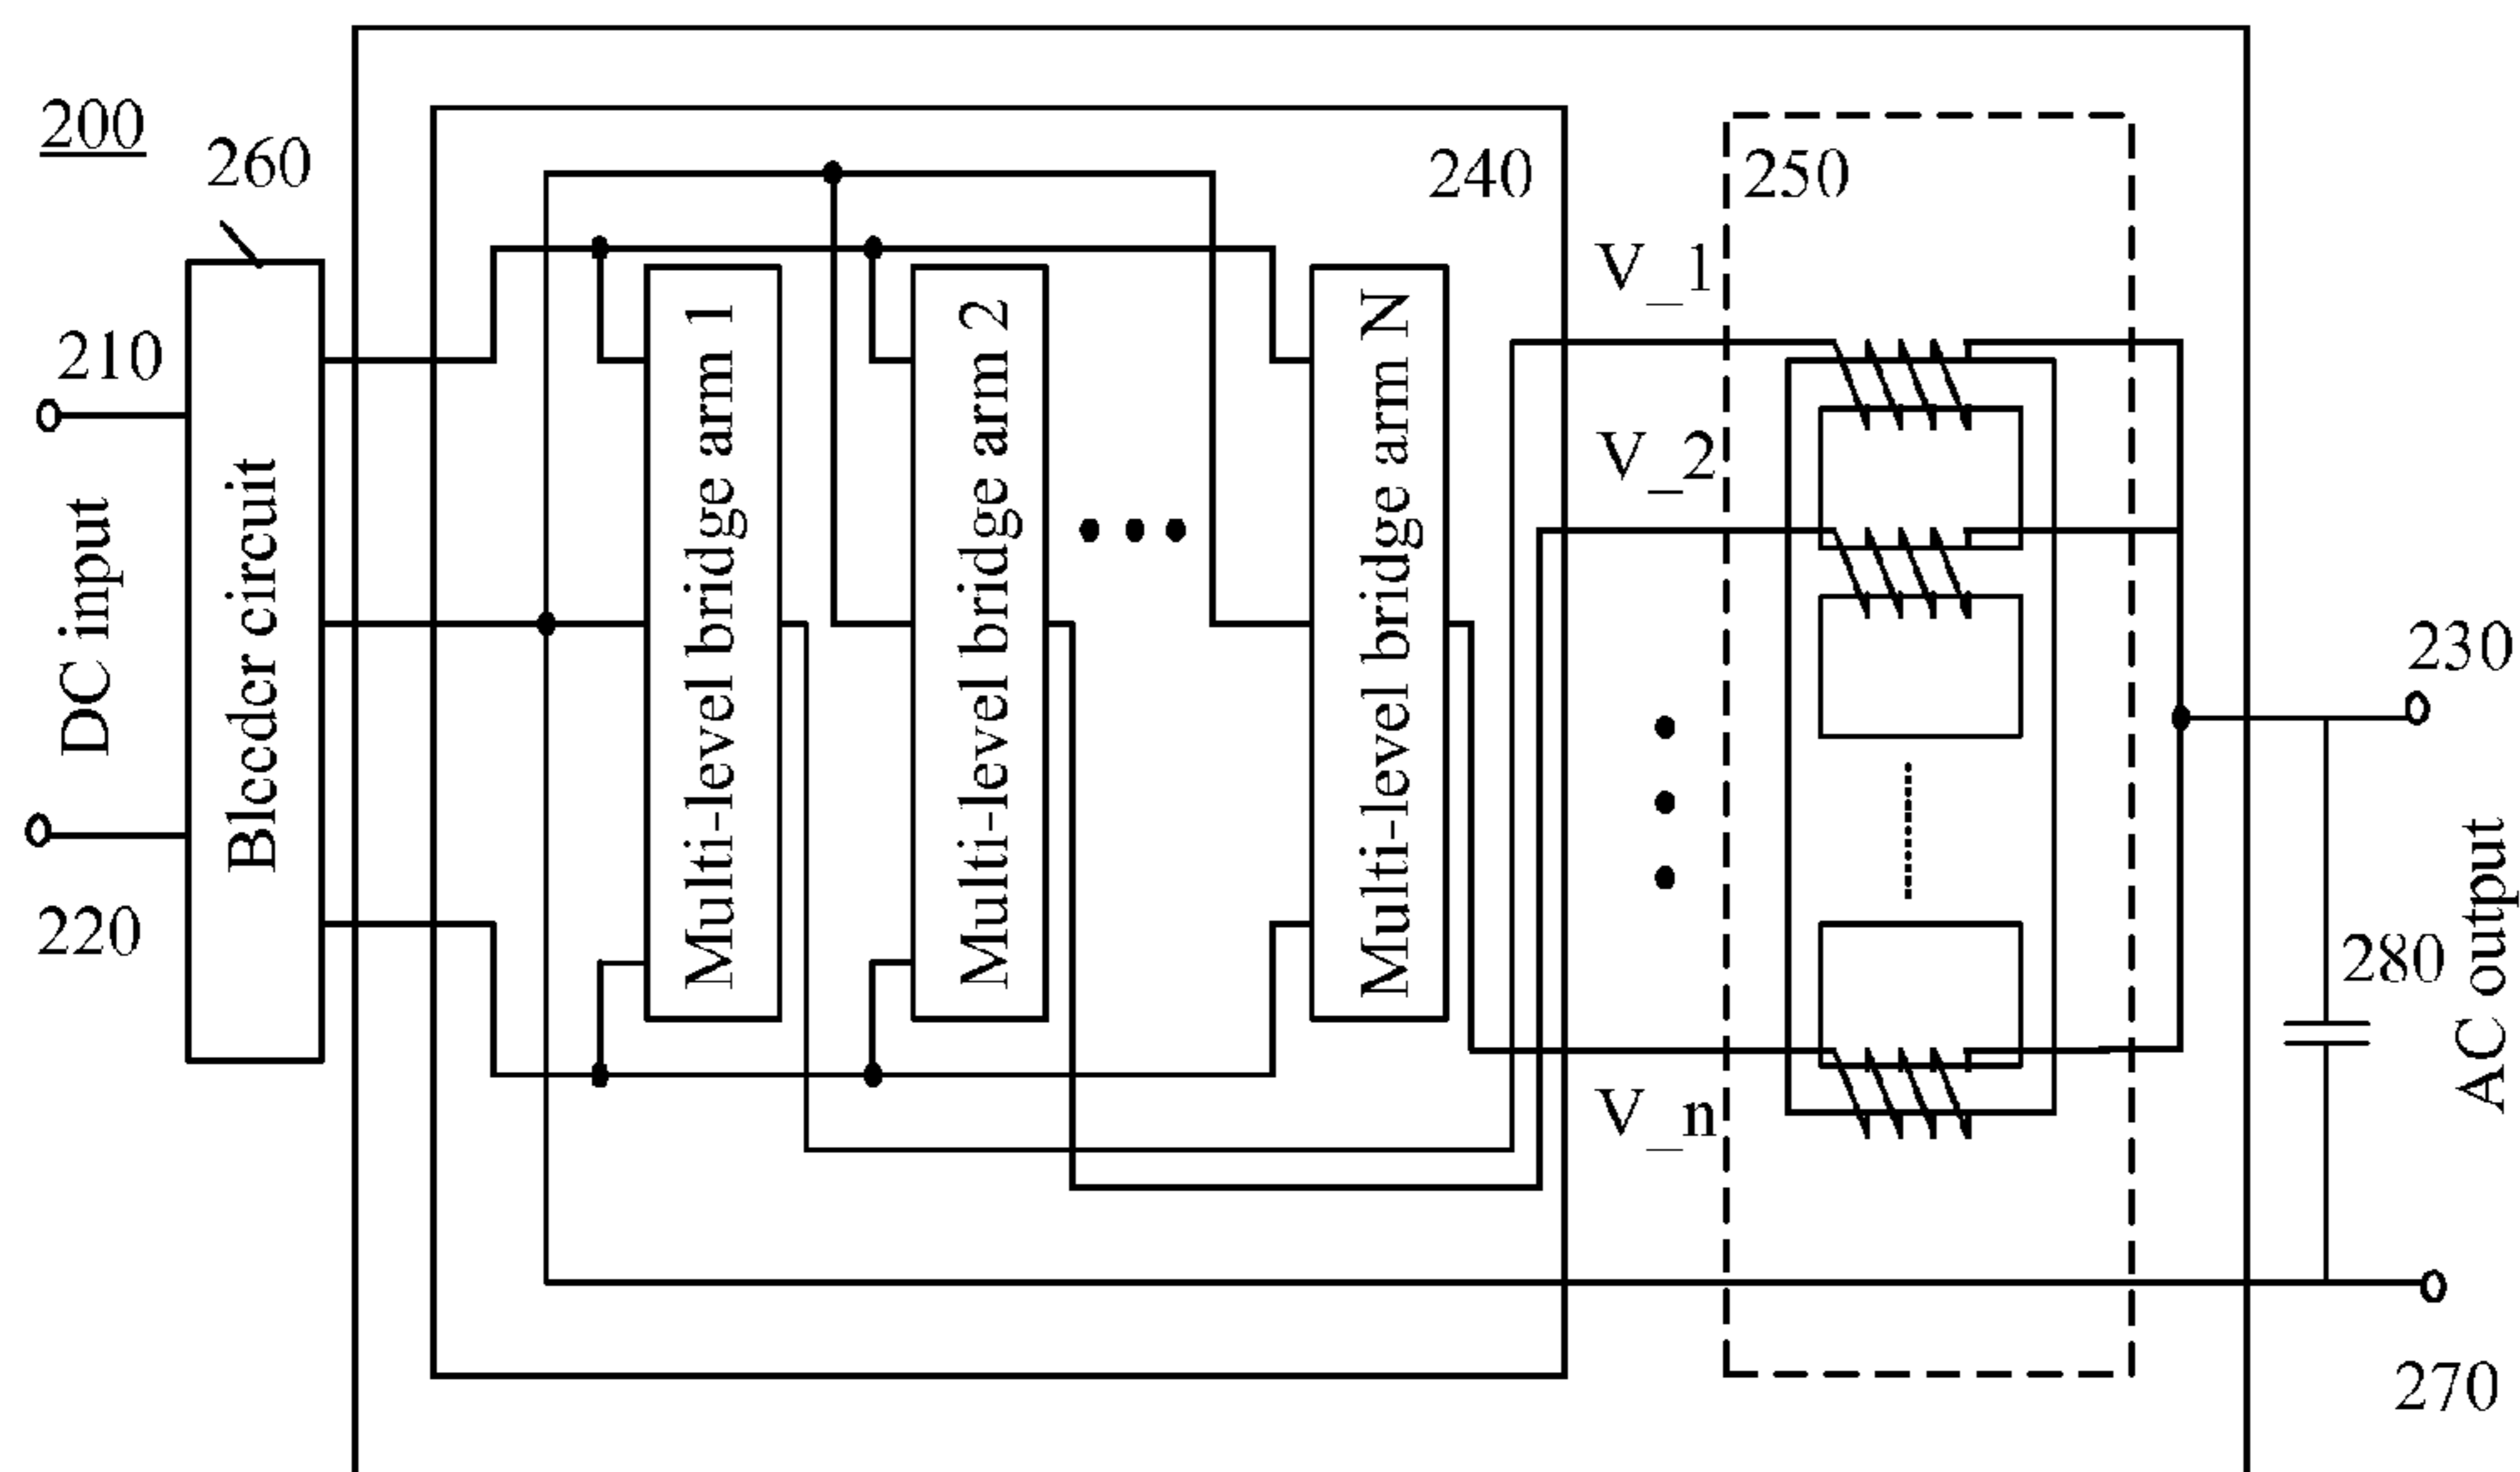 200
260
210
DC input
220
Bleeder circuit
Multi-level bridge arm 1
Multi-level bridge arm 2
Multi-level bridge arm N
240
250
V_1
V_2
V_n
230
280
AC output
270